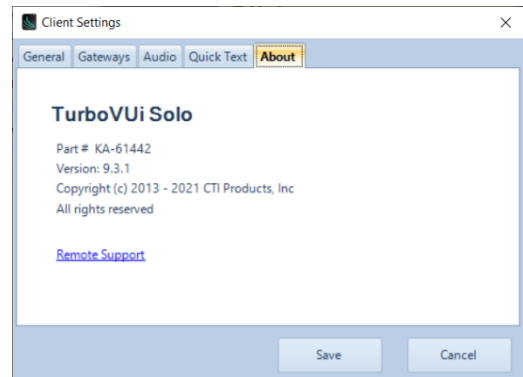 Client Settings
General Gateways Audio Quick Text About
TurboVUi Solo
Part # KA-61442
Version: 9.3.1
Copyright (c) 2013 - 2021 CTI Products, Inc
All rights reserved
Remote Support
Save Cancel